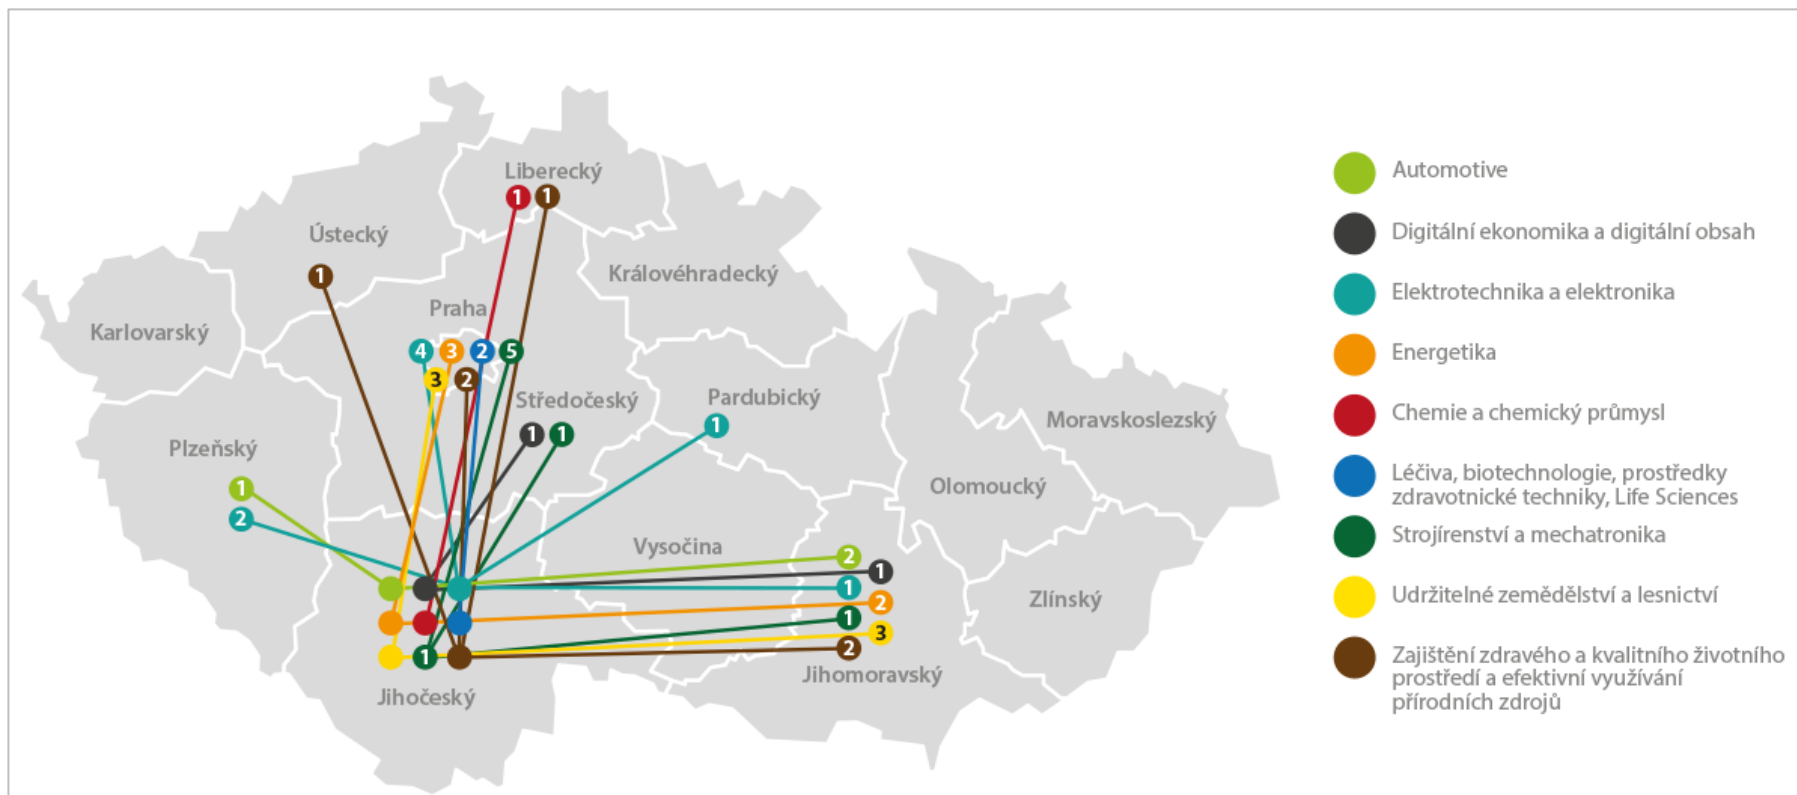 Liberecký
1 1
Ústecký
1
Královéhradecký
Praha
Karlovarský
4 3 2 5
3 2
Středočeský
1 1
Pardubický
1
Moravskoslezský
Plzeňský
1
2
Olomoucký
Vysočina
2
1
1
2
1
3
2
Zlínský
1
Jihomoravský
Jihočeský
Automotive
Digitální ekonomika a digitální obsah
Elektrotechnika a elektronika
Energetika
Chemie a chemický průmysl
Léčiva, biotechnologie, prostředky
zdravotnické techniky, Life Sciences
Strojírenství a mechatronika
Udržitelné zemědělství a lesnictví
Zajištění zdravého a kvalitního životního
prostředí a efektivní využívání
přírodních zdrojů